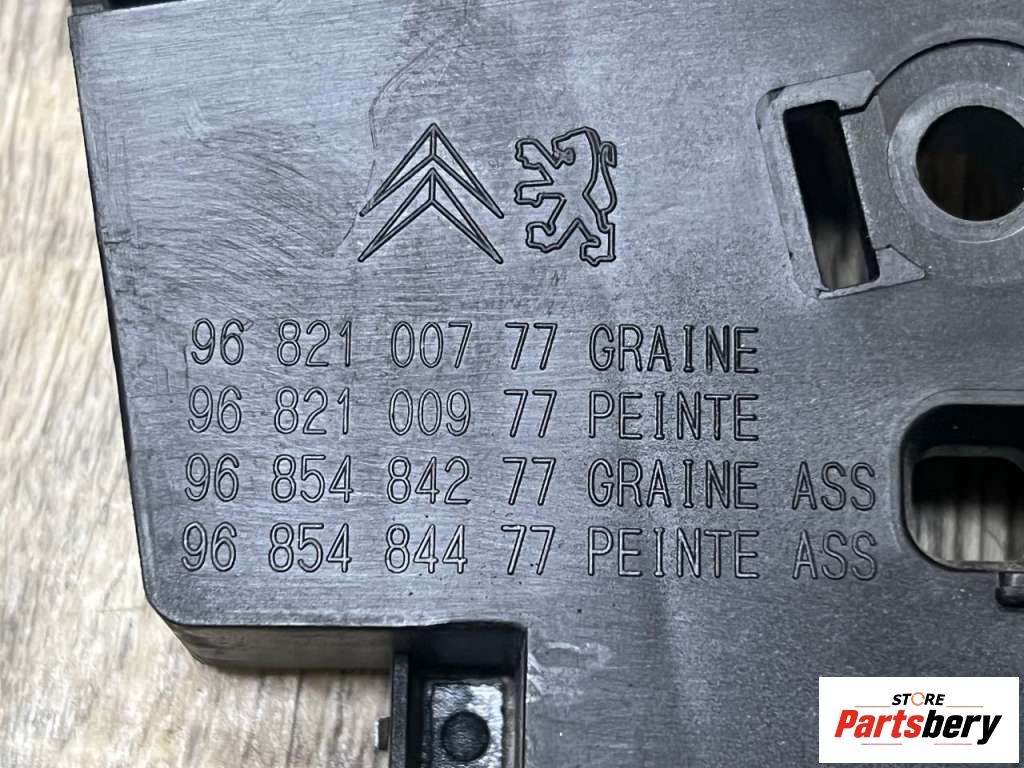 96 821 007 77 GRAINE
96 821 009 77 PEINTE
96 854 842 77 GRAINE ASS
96 854 844 77 PEINTE ASS
STORE
Partsbery